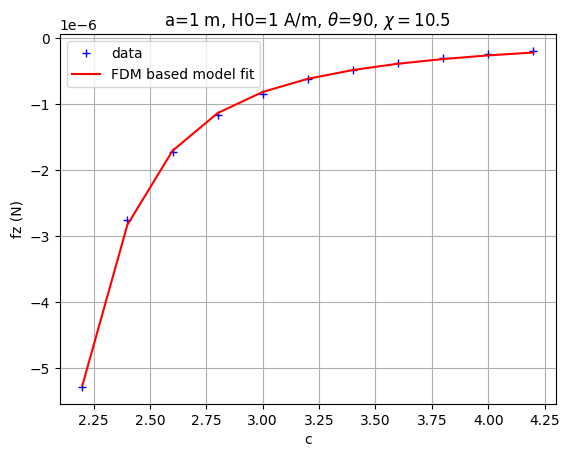 a=1 m, H0=1 A/m, θ=90, χ = 10.5
1e−6
data
FDM based model fit
0
−1
−2
−3
−4
−5
fz (N)
2.25 2.50 2.75 3.00 3.25 3.50 3.75 4.00 4.25
c